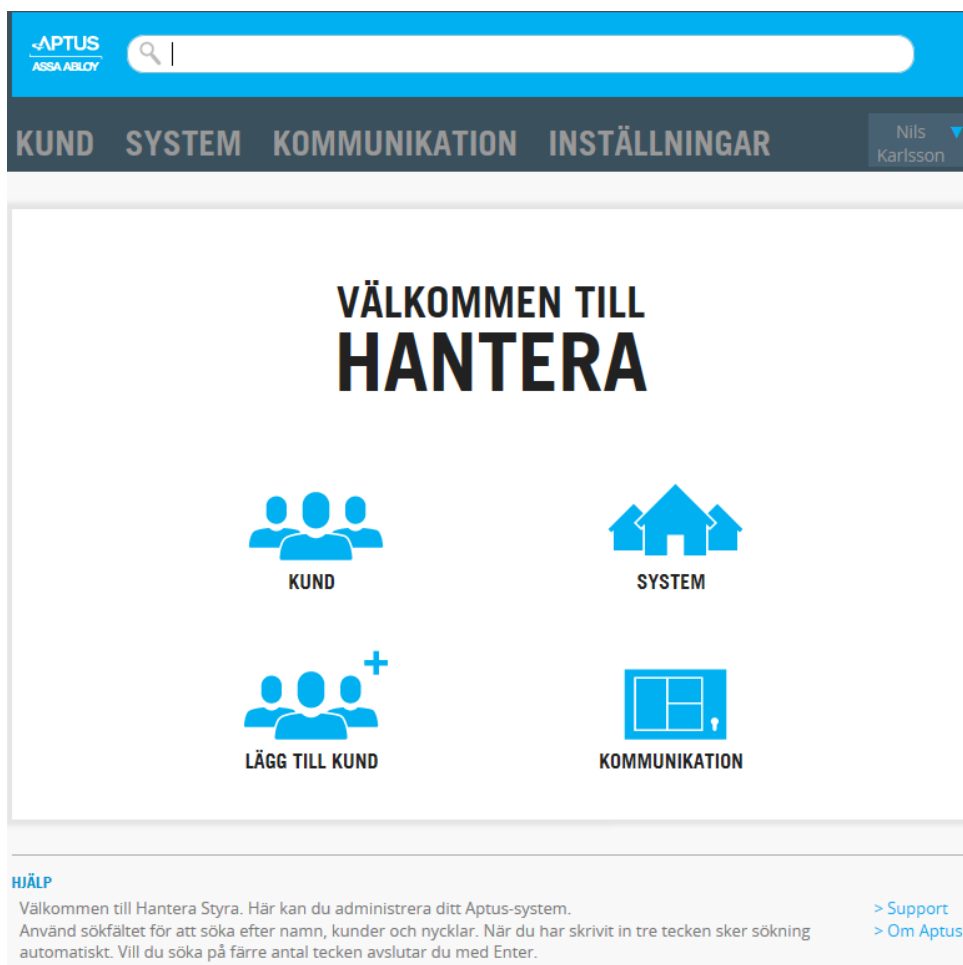 APTUS
ASSA ABLOY
KUND SYSTEM KOMMUNIKATION INSTÄLLNINGAR
Nils
Karlsson
VÄLKOMMEN TILL
HANTERA
KUND
SYSTEM
LÄGG TILL KUND
KOMMUNIKATION
HJÄLP
Välkommen till Hantera Styra. Här kan du administrera ditt Aptus-system.
Använd sökfältet för att söka efter namn, kunder och nycklar. När du har skrivit in tre tecken sker sökning
automatiskt. Vill du söka på färre antal tecken avslutar du med Enter.
> Support
> Om Aptus